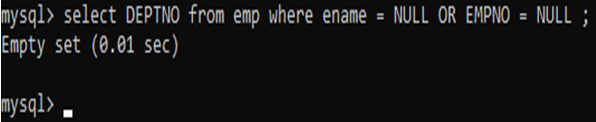 mysql> select DEPTNO from emp where ename = NULL OR EMPNO = NULL ;
Empty set (0.01 sec)
mysql>